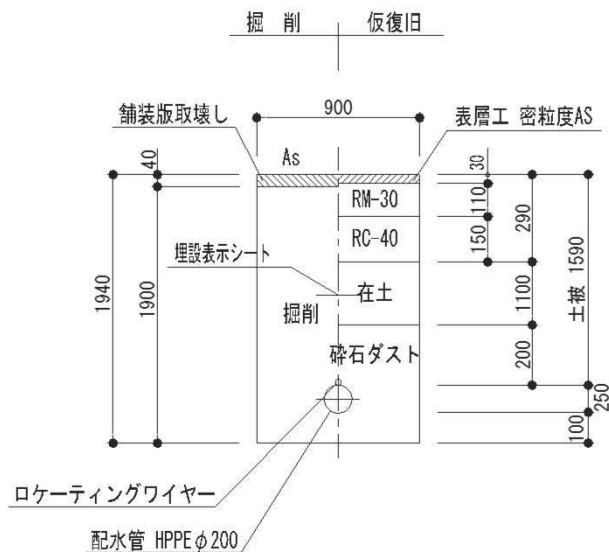 掘 削
仮復旧
舗装版取壊し
900
表層工 密粒度AS
40
As
30
RM-30
110
290
RC-40
150
埋設表示シート
1940
1900
掘削
在土
1100
土被 1590
砕石ダスト
200
250
100
ロケーティングワイヤー
配水管 HPPEφ200